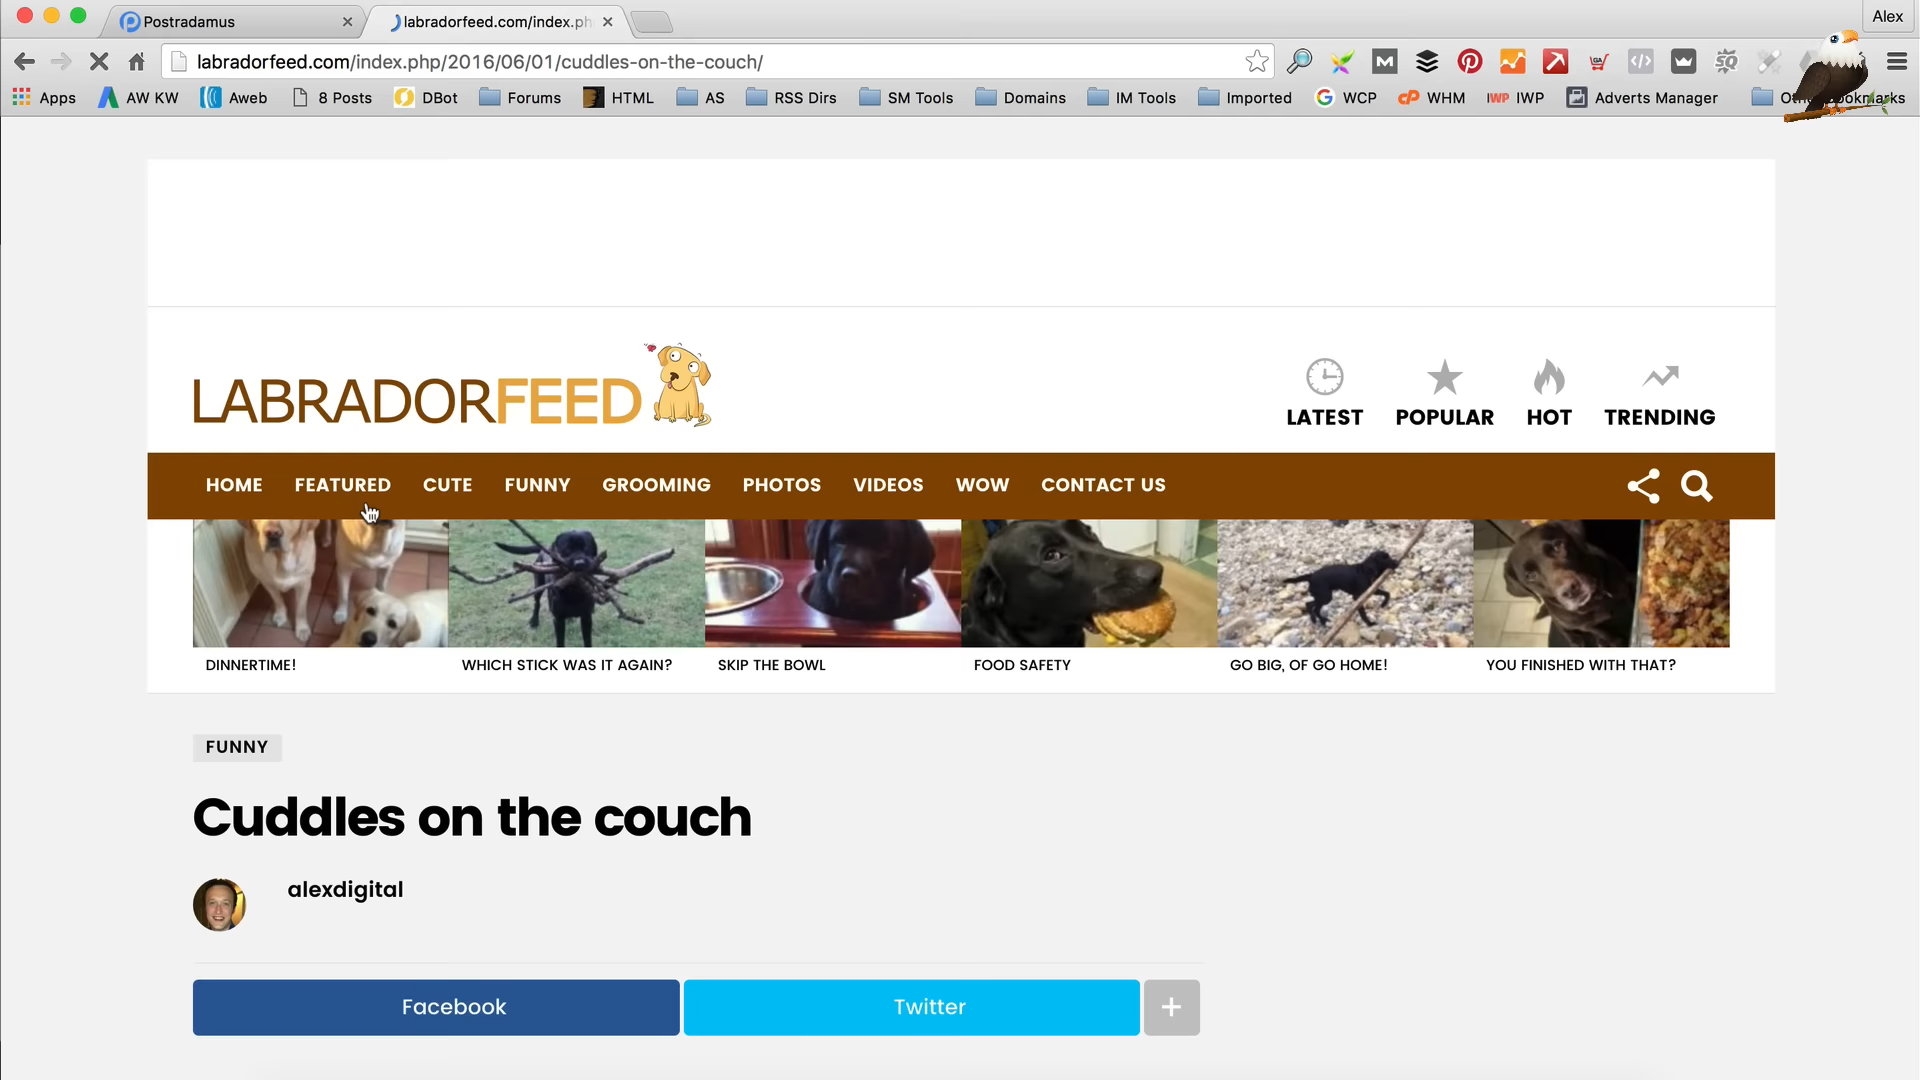 Postradamus
labradorfeed.com/index.ph
Alex
labradorfeed.com/index.php/2016/06/01/cuddles-on-the-couch/
Apps AW KW Aweb 8 Posts DBot Forums HTML AS RSS Dirs SM Tools Domains IM Tools Imported WCP WHM IWP IWP Adverts Manager
LABRADORFEED
LATEST POPULAR HOT TRENDING
HOME FEATURED CUTE FUNNY GROOMING PHOTOS VIDEOS WOW CONTACT US
DINNERTIME! WHICH STICK WAS IT AGAIN? SKIP THE BOWL FOOD SAFETY GO BIG, OF GO HOME! YOU FINISHED WITH THAT?
FUNNY
Cuddles on the couch
alexdigital
Facebook Twitter +